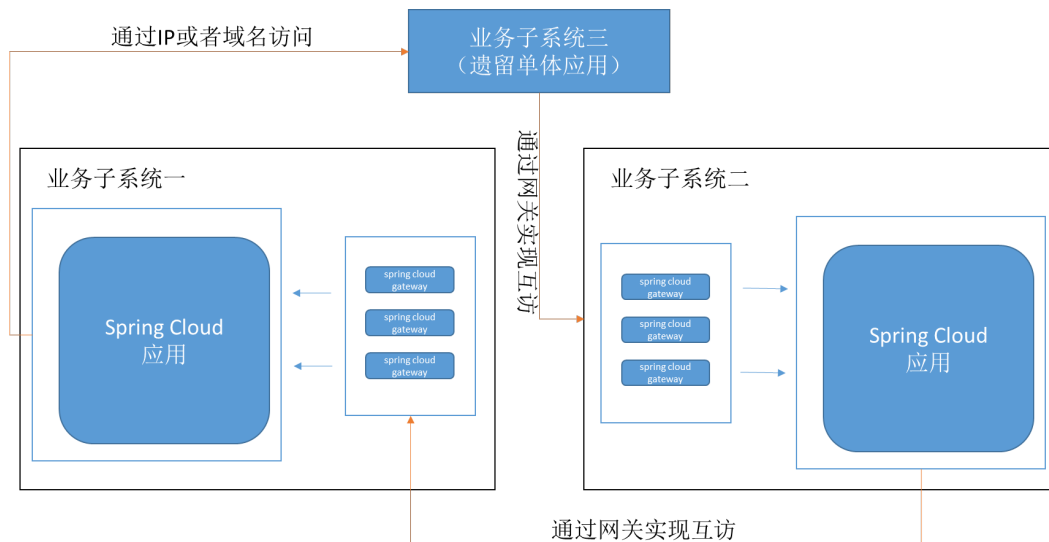 通过IP或者域名访问
业务子系统三
（遗留单体应用）
通过网关实现互访
业务子系统一
Spring Cloud
应用
spring cloud
gateway
spring cloud
gateway
spring cloud
gateway
业务子系统二
spring cloud
gateway
spring cloud
gateway
spring cloud
gateway
Spring Cloud
应用
通过网关实现互访